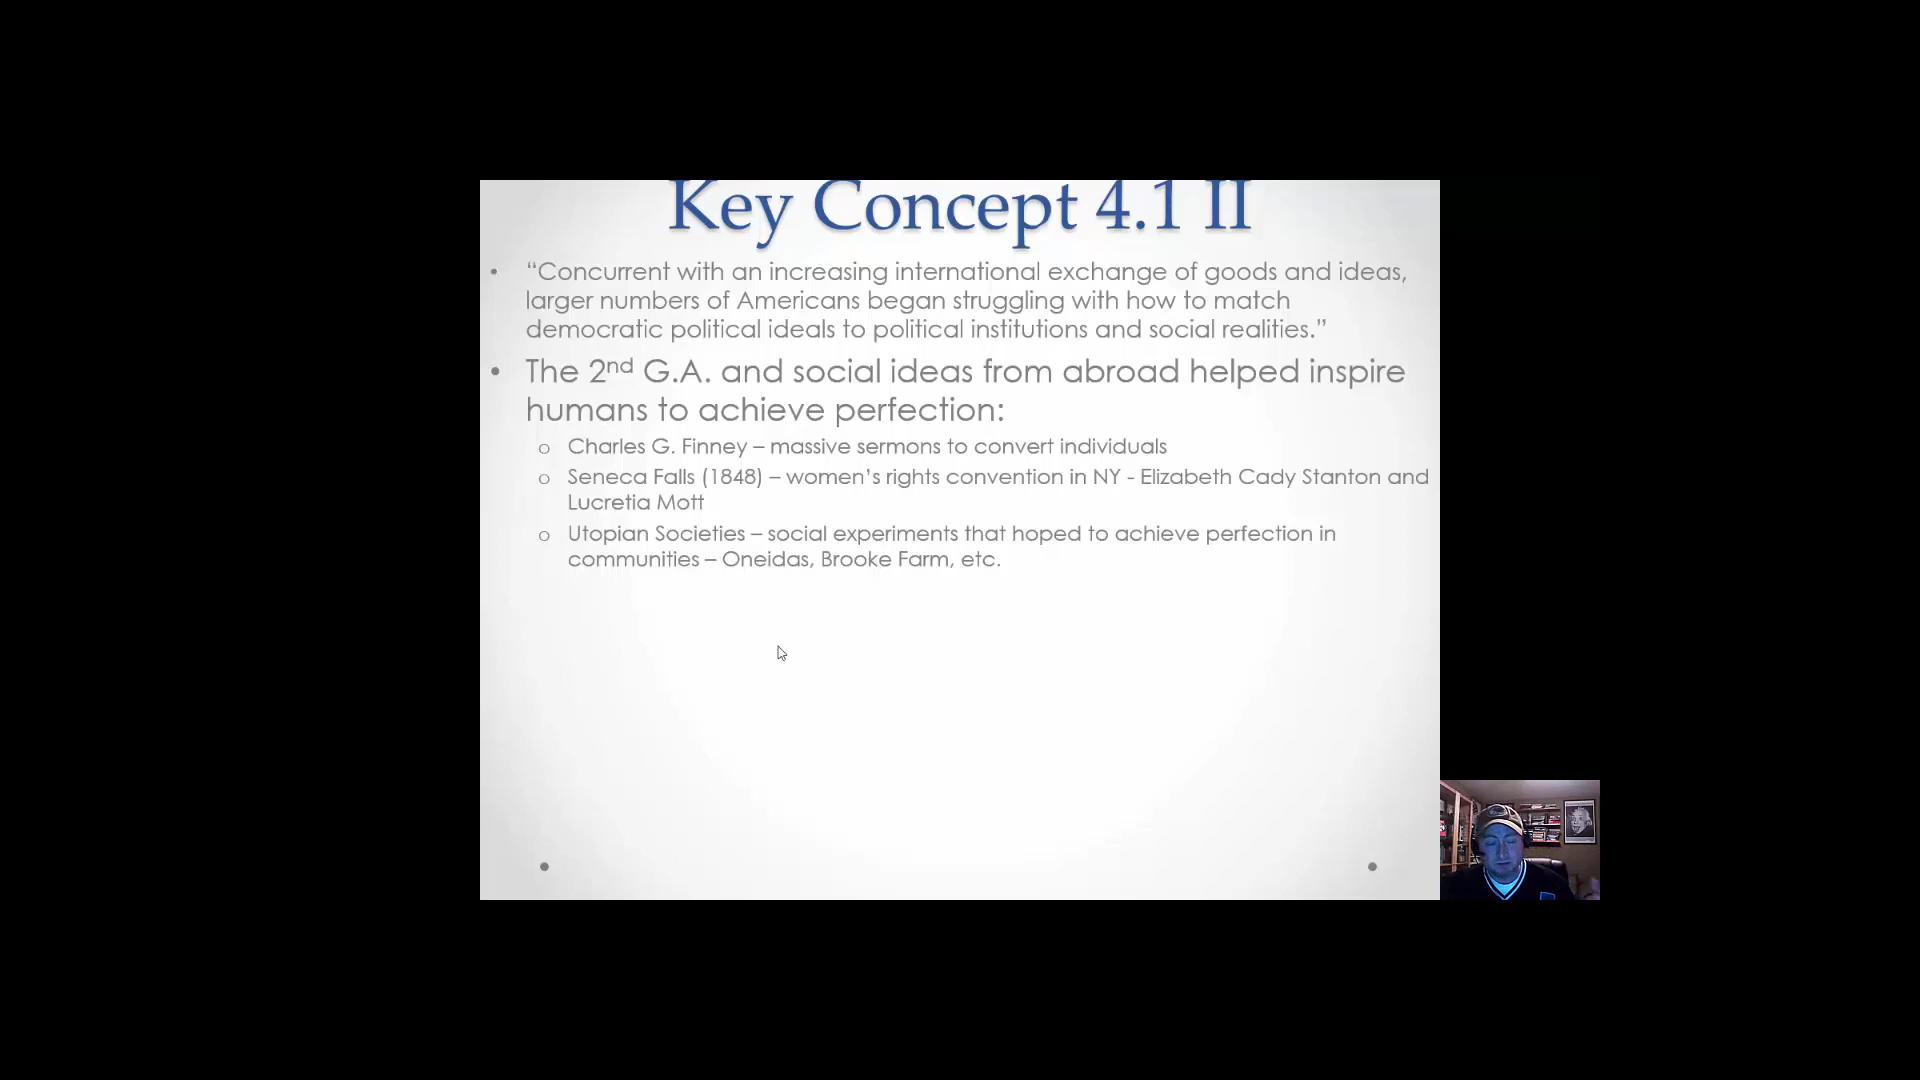 Key Concept 4.1 II
• “Concurrent with an increasing international exchange of goods and ideas,
larger numbers of Americans began struggling with how to match
democratic political ideals to political institutions and social realities.”
• The 2nd G.A. and social ideas from abroad helped inspire
humans to achieve perfection:
o Charles G. Finney – massive sermons to convert individuals
o Seneca Falls (1848) – women’s rights convention in NY - Elizabeth Cady Stanton and
Lucretia Mott
o Utopian Societies – social experiments that hoped to achieve perfection in
communities – Oneidas, Brooke Farm, etc.